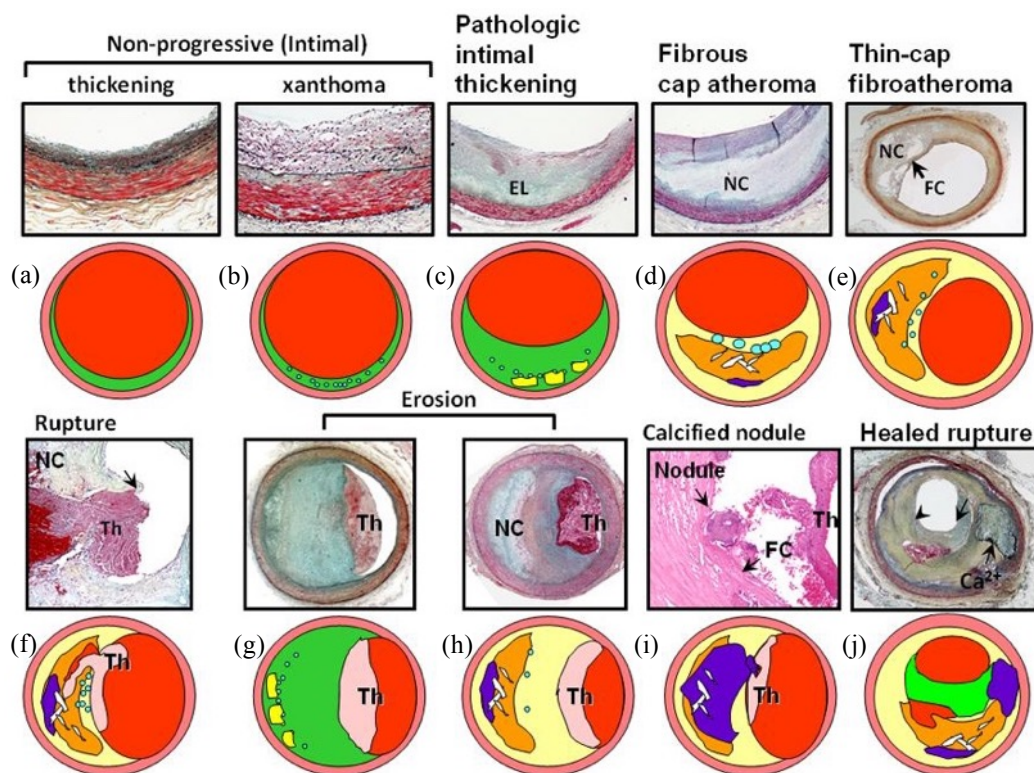 Non-progressive (Intimal)
thickening
xanthoma
Pathologic
intimal
thickening
Fibrous
cap atheroma
Thin-cap
fibroatheroma
EL
NC
NC
FC
(a)
(b)
(c)
(d)
(e)
Rupture
Erosion
Calcified nodule
Healed rupture
NC
Th
Th
NC
Th
Nodule
FC
Th
Ca²⁺
(f)
(g)
(h)
(i)
(j)
Th
Th
Th
Th